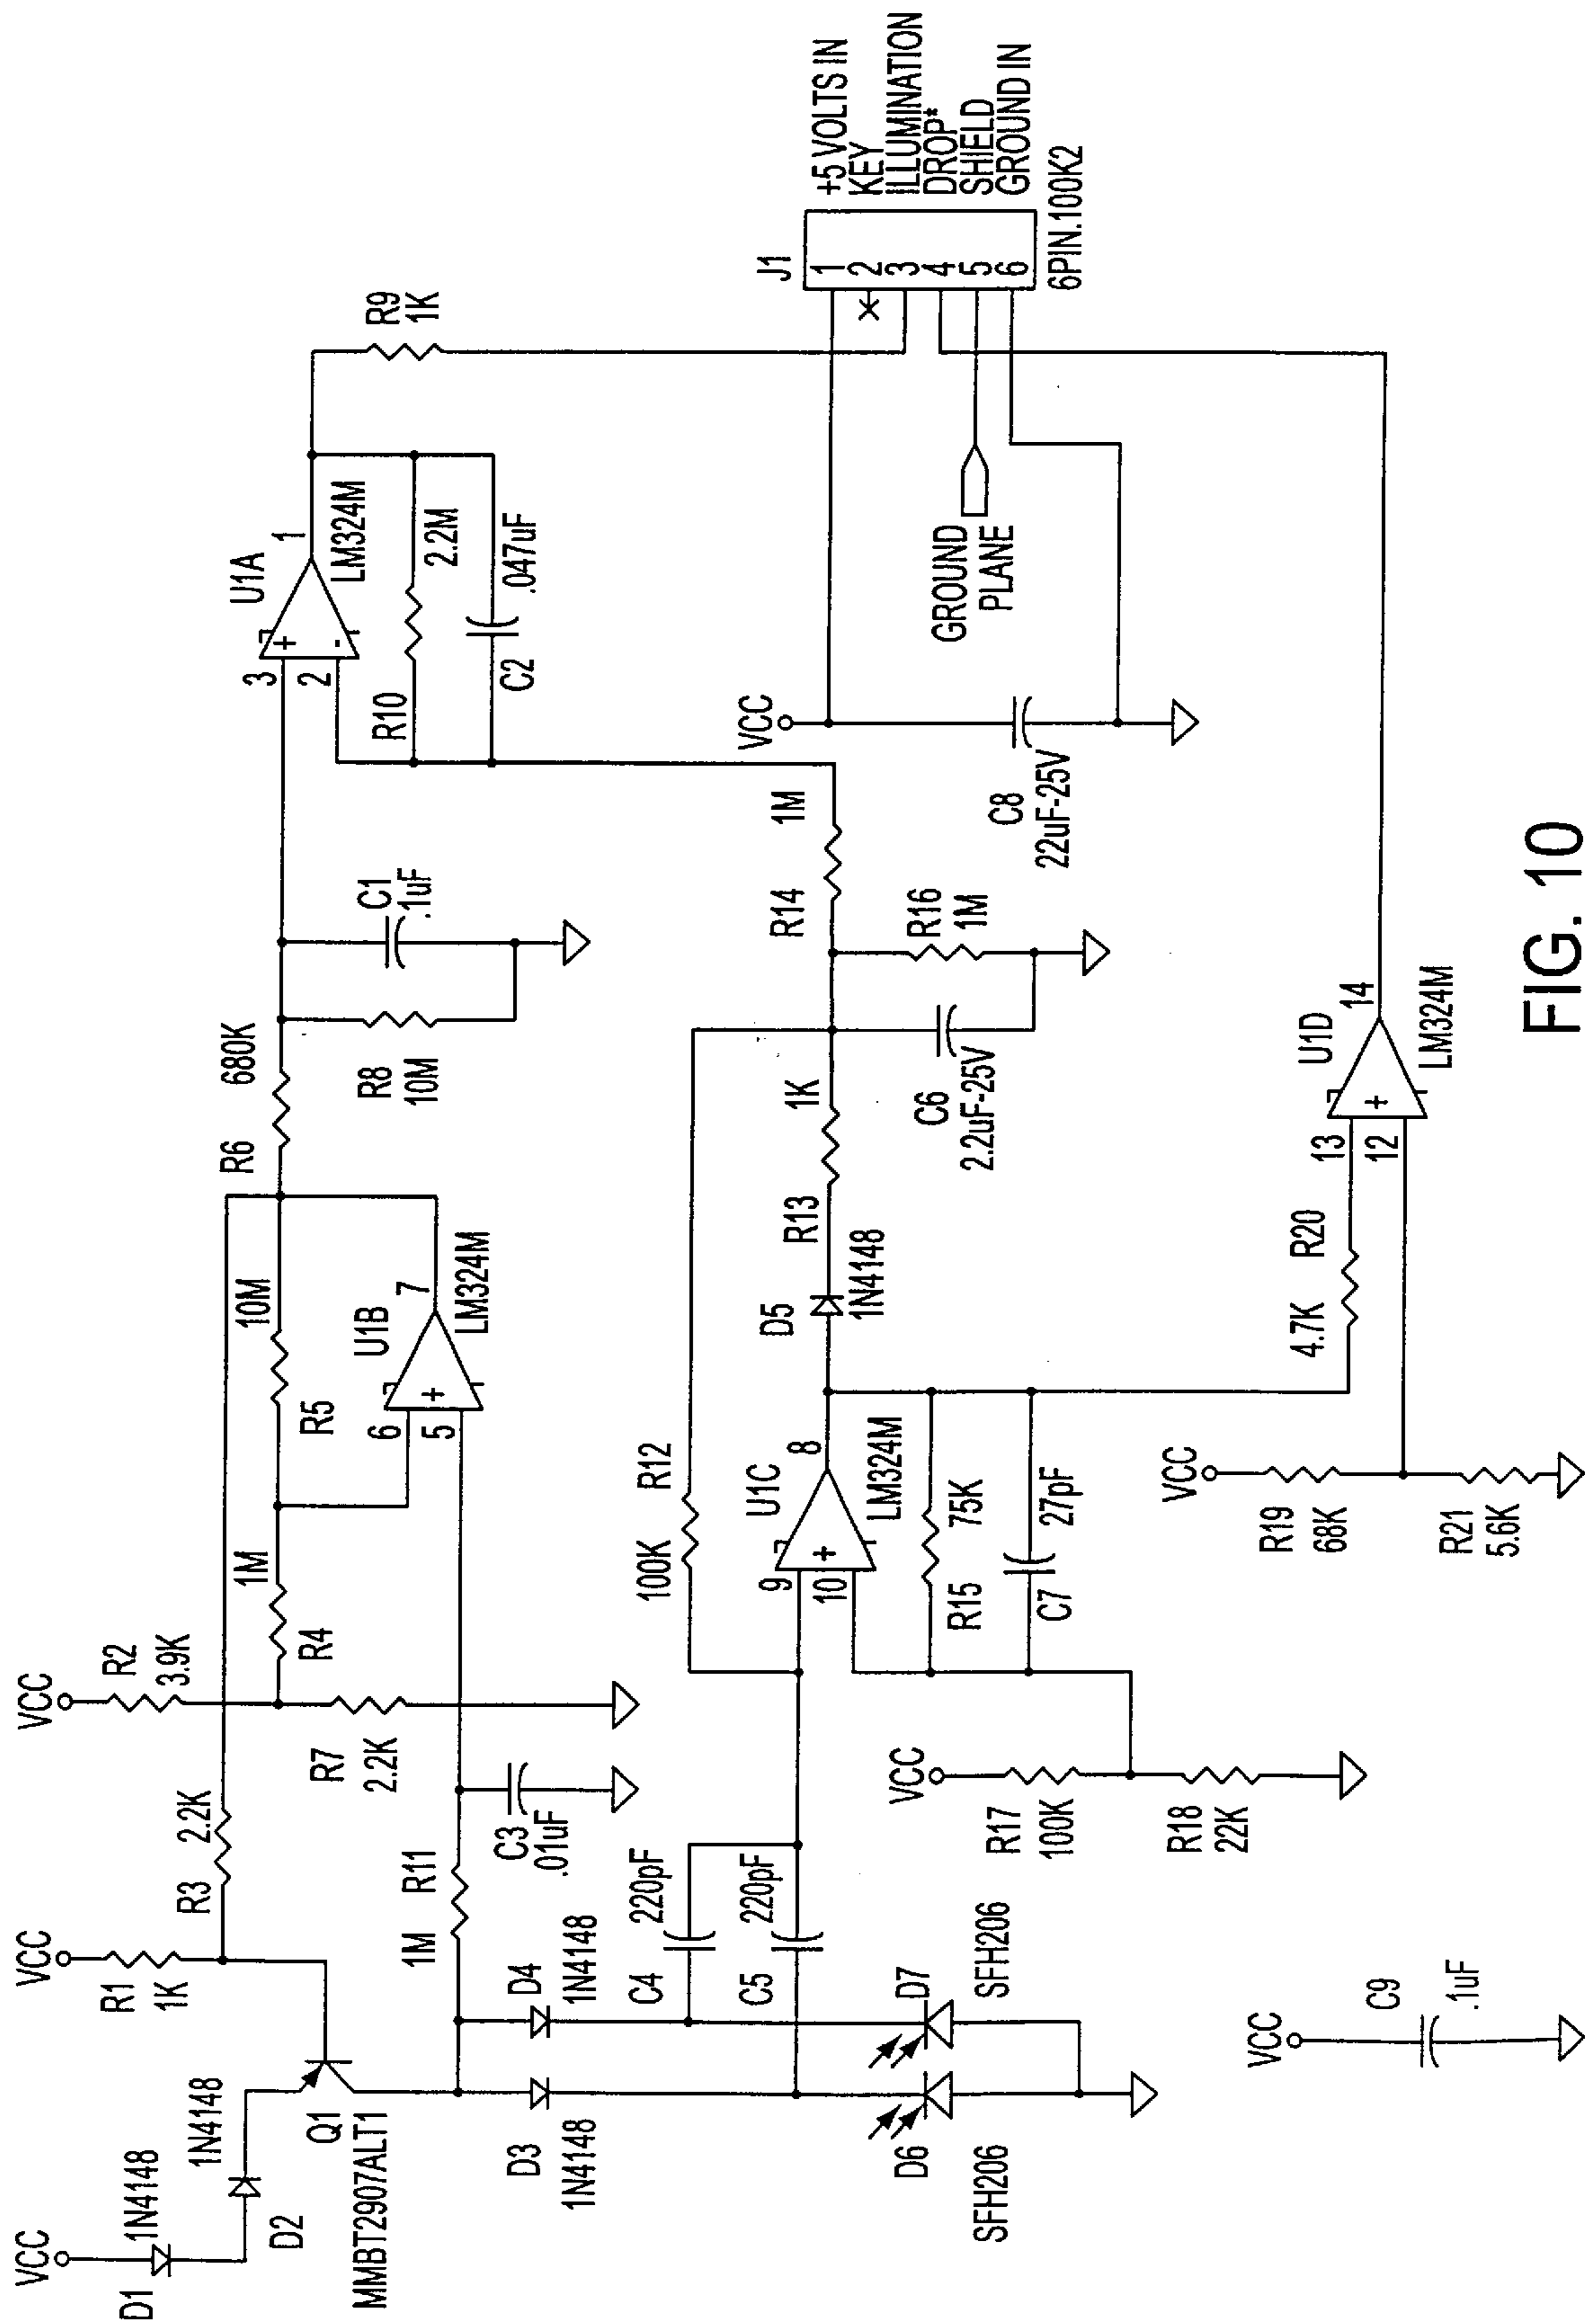 VCC
D1
1N4148
D2
1N4148
Q1
MMBT2907ALT1
VCC
R1
1K
R3
2.2K
VCC
R2
3.9K
R4
1M
R7
2.2K
R5
10M
R6
680K
R8
10M
C1
.1uF
U1B
6
5
7
LM324M
R11
1M
C3
.01uF
D3
1N4148
D4
1N4148
C4
220pF
C5
220pF
D6
SFH206
D7
SFH206
U1A
3
2
1
+
-
LM324M
R10
2.2M
C2
.047uF
R9
1K
J1
1
2
3
4
5
6
+5 VOLTS IN
KEY
ILLUMINATION
DROP*
SHIELD
GROUND IN
6PIN.100K2
GROUND
PLANE
VCC
C8
22uF-25V
R12
100K
U1C
9
10
8
+
LM324M
R15
75K
C7
27pF
VCC
R17
100K
R18
22K
D5
1N4148
R13
1K
C6
2.2uF-25V
R14
1M
R16
1M
R20
4.7K
U1D
13
12
14
+
LM324M
VCC
R19
68K
R21
5.6K
VCC
C9
.1uF
+
FIG. 10